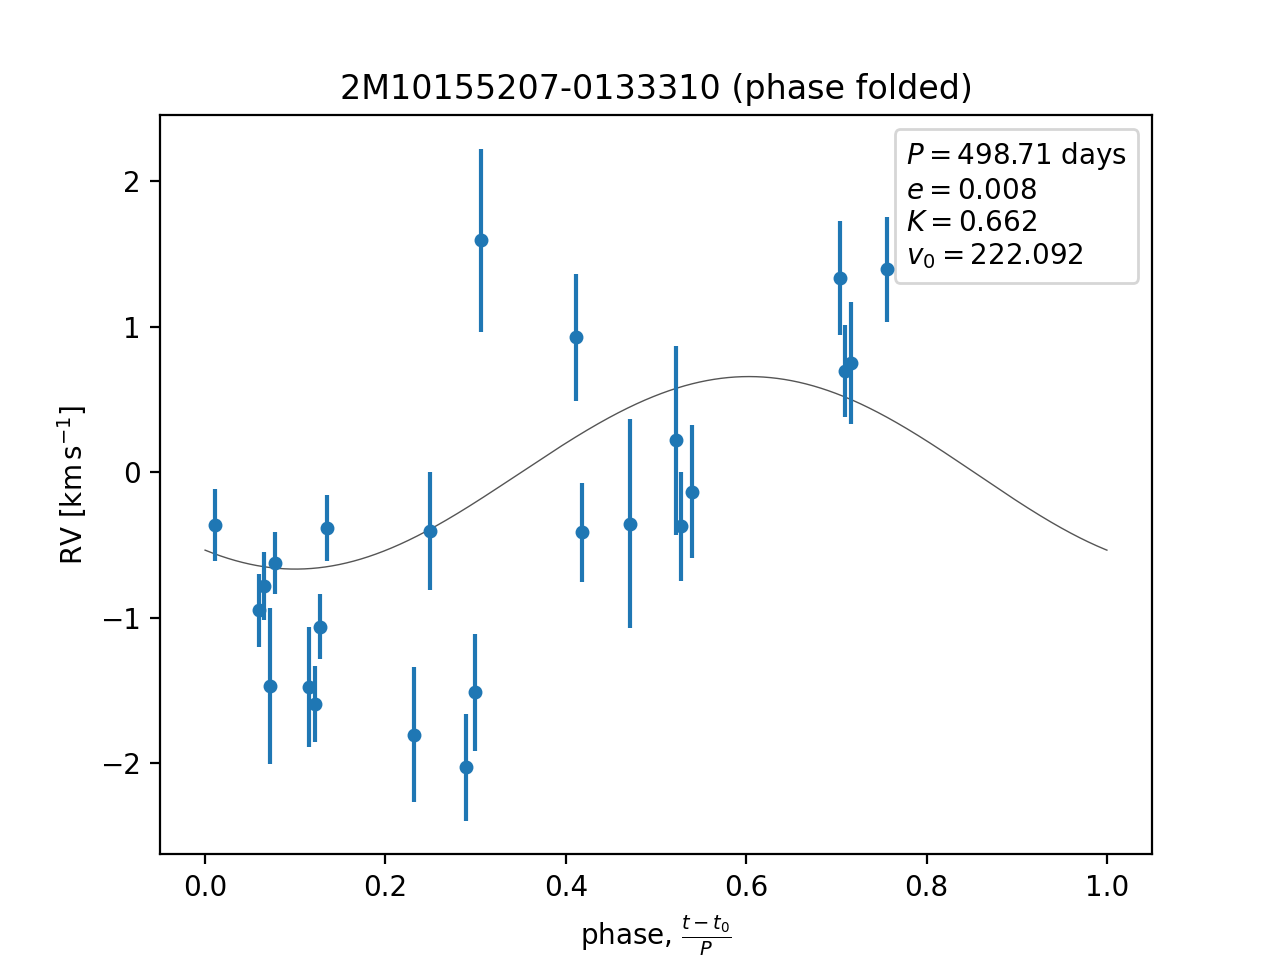 2M10155207-0133310 (phase folded)
P = 498.71 days
e = 0.008
K = 0.662
v₀ = 222.092
RV [km s⁻¹]
2
1
0
−1
−2
0.0 0.2 0.4 0.6 0.8 1.0
phase, (t − t₀)/P